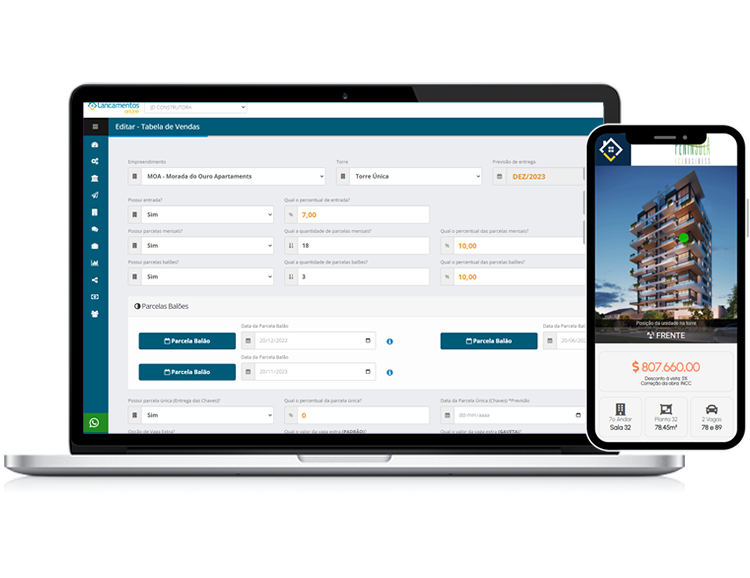 Lancamentos
online
JD CONSTRUTORA
Editar - Tabela de Vendas
Empreendimento
Torre
Previsão de entrega
MOA - Morada do Ouro Apartaments
Torre Única
DEZ/2023
Possui entrada?
Qual o percentual de entrada?
Sim
% 7,00
Possui parcelas mensais?
Qual a quantidade de parcelas mensais?
Qual o percentual das parcelas mensais?
Sim
18
% 10,00
Possui parcelas balões?
Qual a quantidade de parcelas balões?
Qual o percentual das parcelas balões?
Sim
3
% 10,00
Parcelas Balões
Data da Parcela Balão
Data da Parcela Balão
Parcela Balão
20/12/2022
Parcela Balão
Data da Parcela Balão
Parcela Balão
20/11/2023
Possui parcela única (Entrega das Chaves)?
Qual o percentual da parcela única?
Data da Parcela Única (Chaves) *Previsão
Sim
% 0
dd/mm/aaaa
Opção de Vaga Extra?
Qual o valor da vaga extra (PADRÃO)?
Qual o valor da vaga extra (GAVETA)?
PENÍNSULA
Posição da unidade na torre
FRENTE
$ 807.660,00
Desconto à vista 5%
Correção da obra INCC
7o Andar
Sala 32
Planta 32
78.45m²
2 Vagas
78 e 89